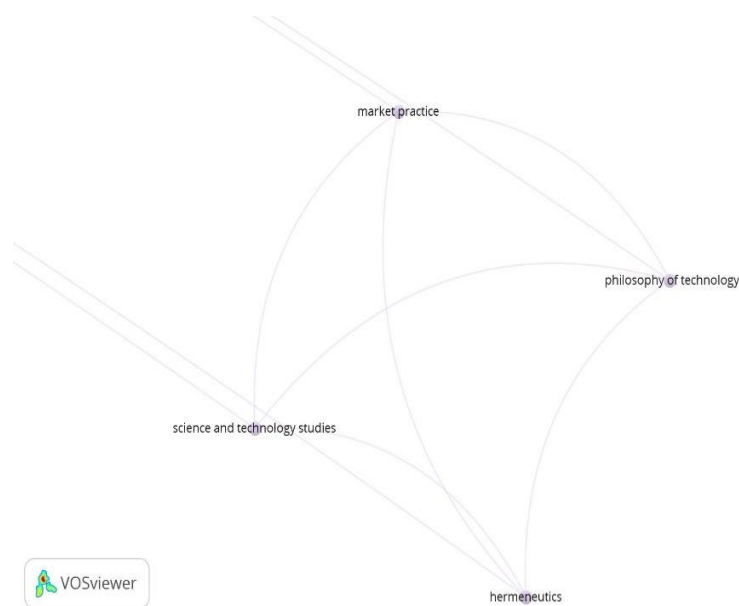 market practice
philosophy of technology
science and technology studies
VOSviewer
hermeneutics